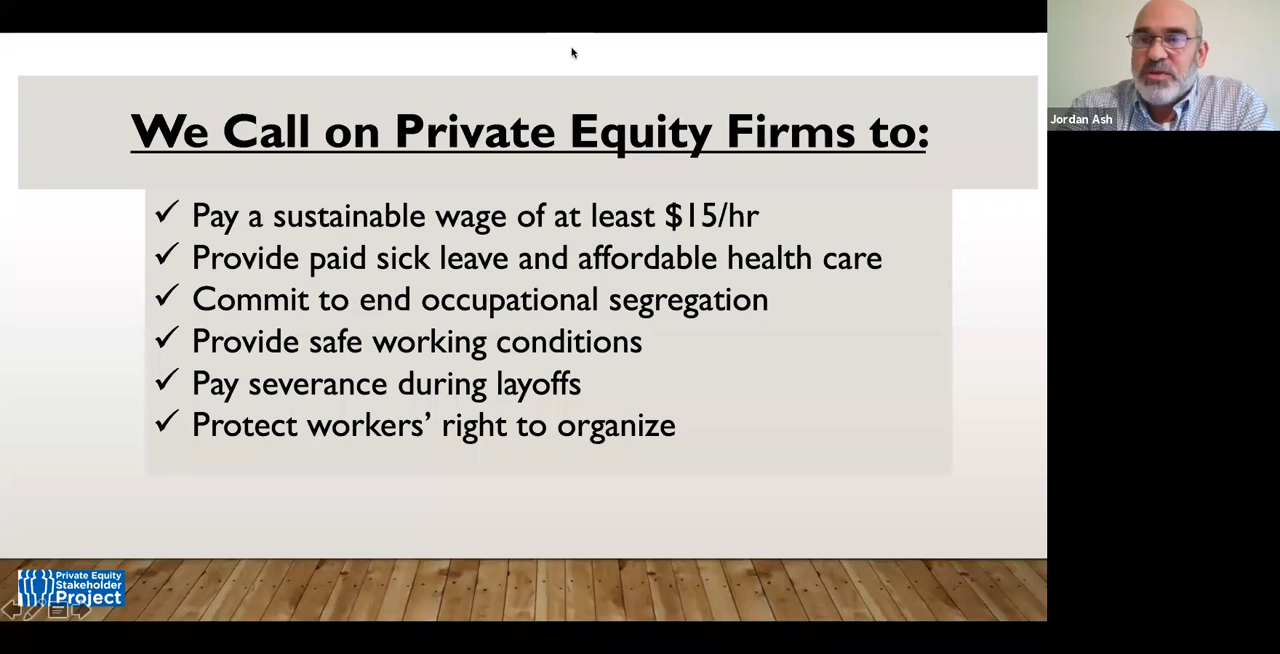 We Call on Private Equity Firms to:
✓ Pay a sustainable wage of at least $15/hr
✓ Provide paid sick leave and affordable health care
✓ Commit to end occupational segregation
✓ Provide safe working conditions
✓ Pay severance during layoffs
✓ Protect workers’ right to organize
Private Equity
Stakeholder
Project
Jordan Ash